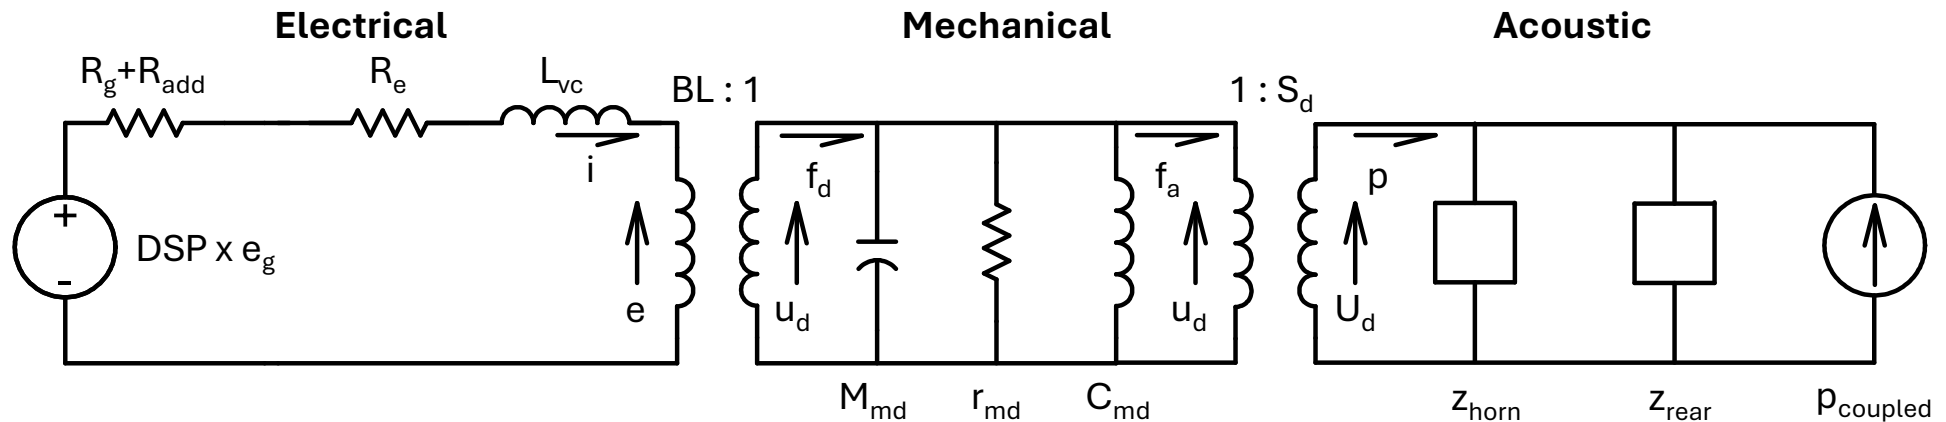 Electrical
Mechanical
Acoustic
Rg+Radd
Re
Lvc
BL : 1
1 : Sd
i
fd
fa
p
+
DSP x eg
-
e
ud
ud
Ud
Mmd
rmd
Cmd
zhorn
zrear
pcoupled